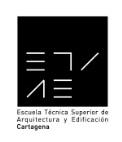 Escuela Técnica Superior de
Arquitectura y Edificación
Cartagena